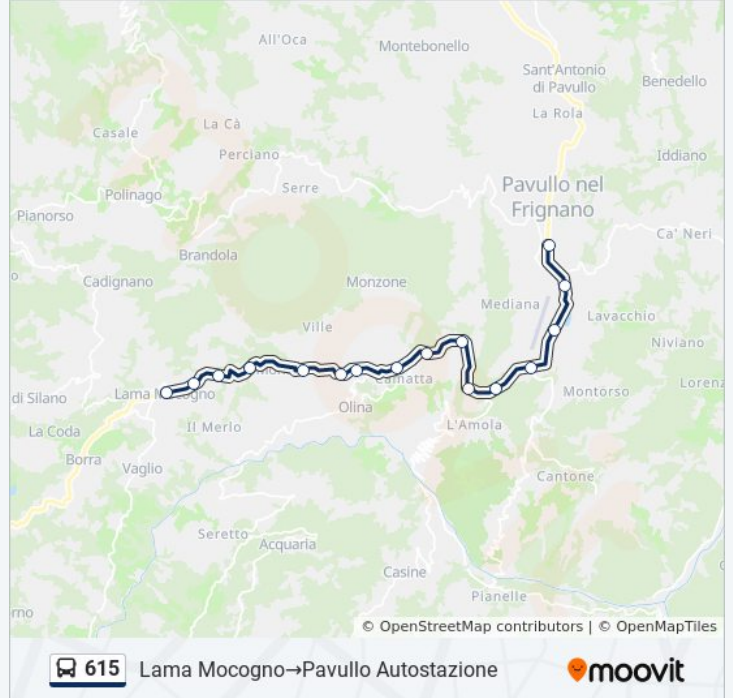 All'Oca
Montebonello
Sant'Antonio
di Pavullo
Benedello
La Rola
La Cà
Casale
Perciano
Iddiano
Serre
Pavullo nel
Frignano
Polinago
Pianorso
Ca' Neri
Brandola
Cadignano
Monzone
Mediana
Lavacchio
Ville
Niviano
Lama Mocogno
di Silano
Montorso
Olina
Il Merlo
La Coda
L'Amola
Borra
Vaglio
Cantone
Seretto
Acquaria
Casine
Pianelle
© OpenStreetMap contributors | © OpenMapTiles
615 Lama Mocogno→Pavullo Autostazione
moovit